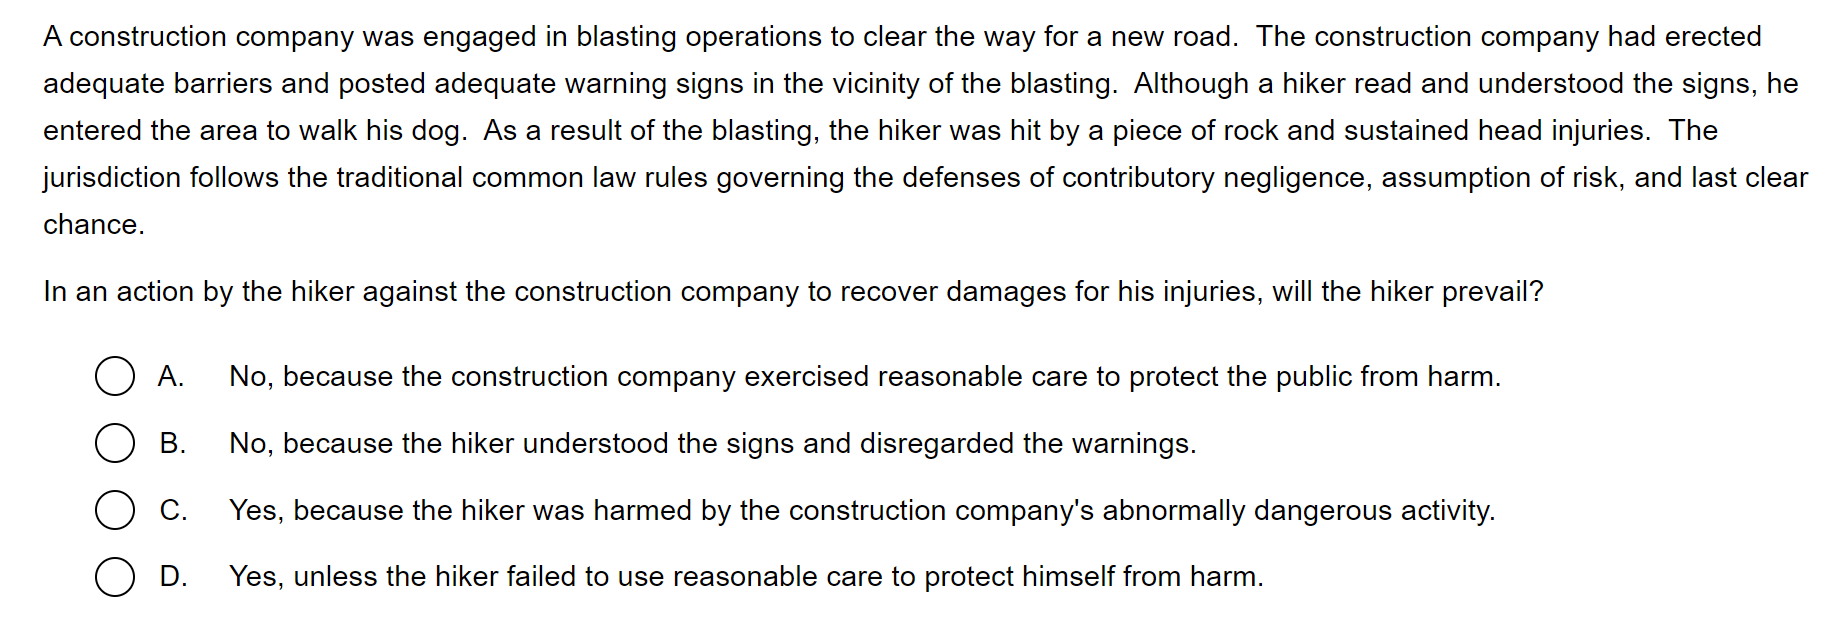 A construction company was engaged in blasting operations to clear the way for a new road.  The construction company had erected
adequate barriers and posted adequate warning signs in the vicinity of the blasting.  Although a hiker read and understood the signs, he
entered the area to walk his dog.  As a result of the blasting, the hiker was hit by a piece of rock and sustained head injuries.  The
jurisdiction follows the traditional common law rules governing the defenses of contributory negligence, assumption of risk, and last clear
chance.
In an action by the hiker against the construction company to recover damages for his injuries, will the hiker prevail?
A. No, because the construction company exercised reasonable care to protect the public from harm.
B. No, because the hiker understood the signs and disregarded the warnings.
C. Yes, because the hiker was harmed by the construction company's abnormally dangerous activity.
D. Yes, unless the hiker failed to use reasonable care to protect himself from harm.